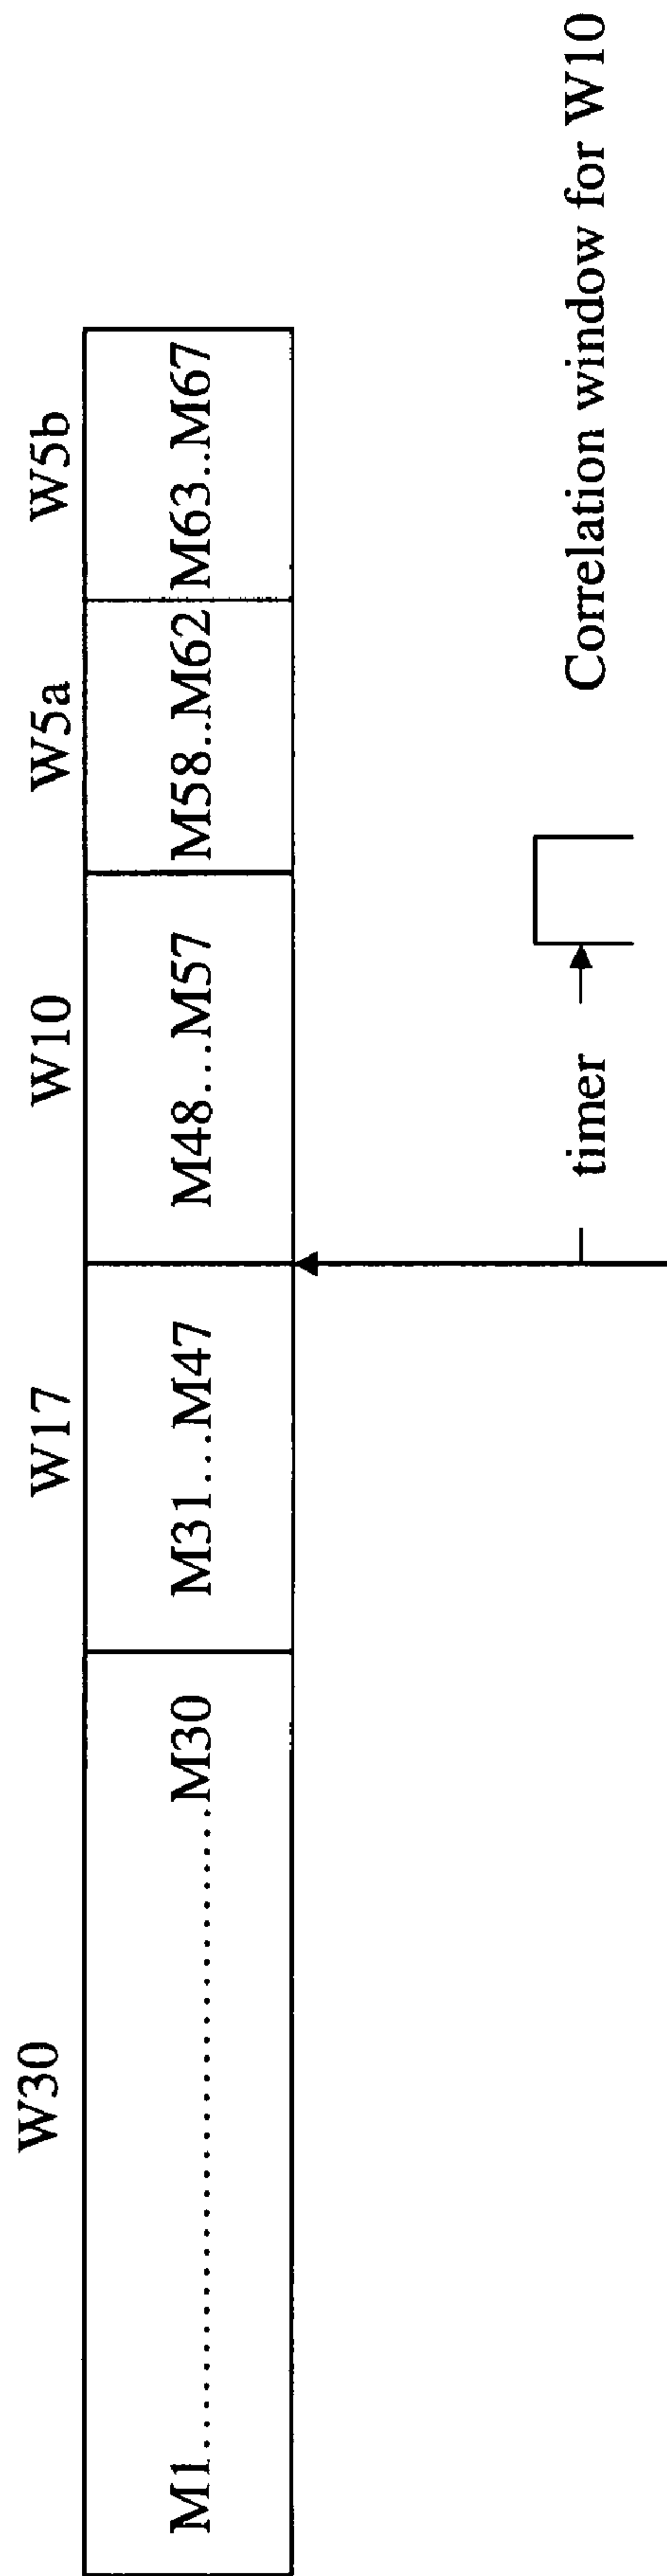 W30 W17 W10 W5a W5b
M1..............................M30 M31...M47 M48...M57 M58..M62 M63..M67
timer Correlation window for W10